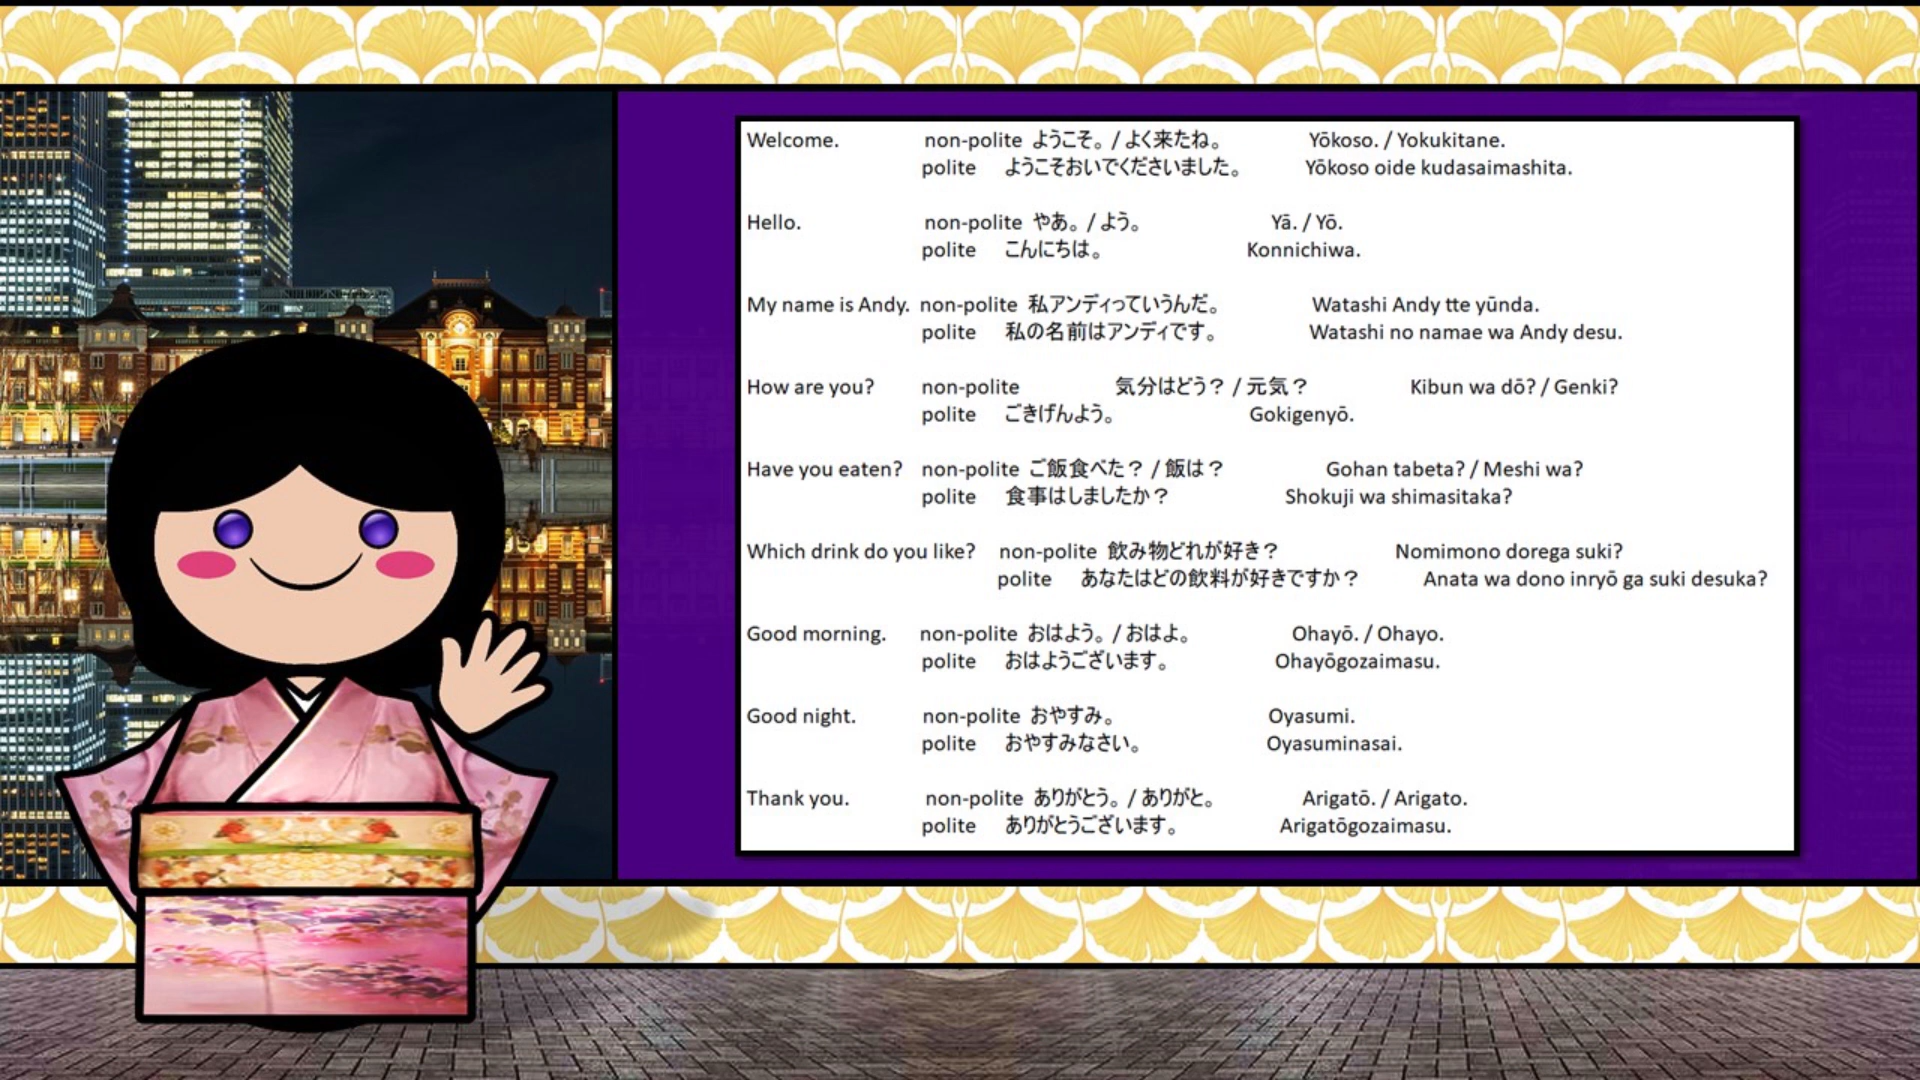 Welcome. non-polite ようこそ。/ よく来たね。 Yōkoso. / Yokukitane.
polite ようこそおいでくださいました。 Yōkoso oide kudasaimashita.
Hello. non-polite やあ。/ よう。 Yā. / Yō.
polite こんにちは。 Konnichiwa.
My name is Andy. non-polite 私アンディっていうんだ。 Watashi Andy tte yūnda.
polite 私の名前はアンディです。 Watashi no namae wa Andy desu.
How are you? non-polite 気分はどう？ / 元気？ Kibun wa dō? / Genki?
polite ごきげんよう。 Gokigenyō.
Have you eaten? non-polite ご飯食べた？ / 飯は？ Gohan tabeta? / Meshi wa?
polite 食事はしましたか？ Shokuji wa shimasitaka?
Which drink do you like? non-polite 飲み物どれが好き？ Nomimono dorega suki?
polite あなたはどの飲料が好きですか？ Anata wa dono inryō ga suki desuka?
Good morning. non-polite おはよう。/ おはよ。 Ohayō. / Ohayo.
polite おはようございます。 Ohayōgozaimasu.
Good night. non-polite おやすみ。 Oyasumi.
polite おやすみなさい。 Oyasuminasai.
Thank you. non-polite ありがとう。/ ありがと。 Arigatō. / Arigato.
polite ありがとうございます。 Arigatōgozaimasu.